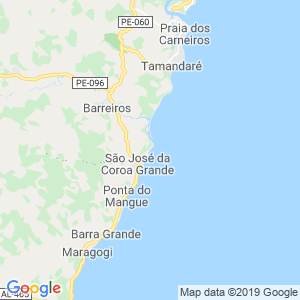 PE-060
Praia dos
Carneiros
Tamandaré
PE-096
Barreiros
São José da
Coroa Grande
Ponta do
Mangue
Barra Grande
Maragogi
AL-465
Google
Map data ©2019 Google